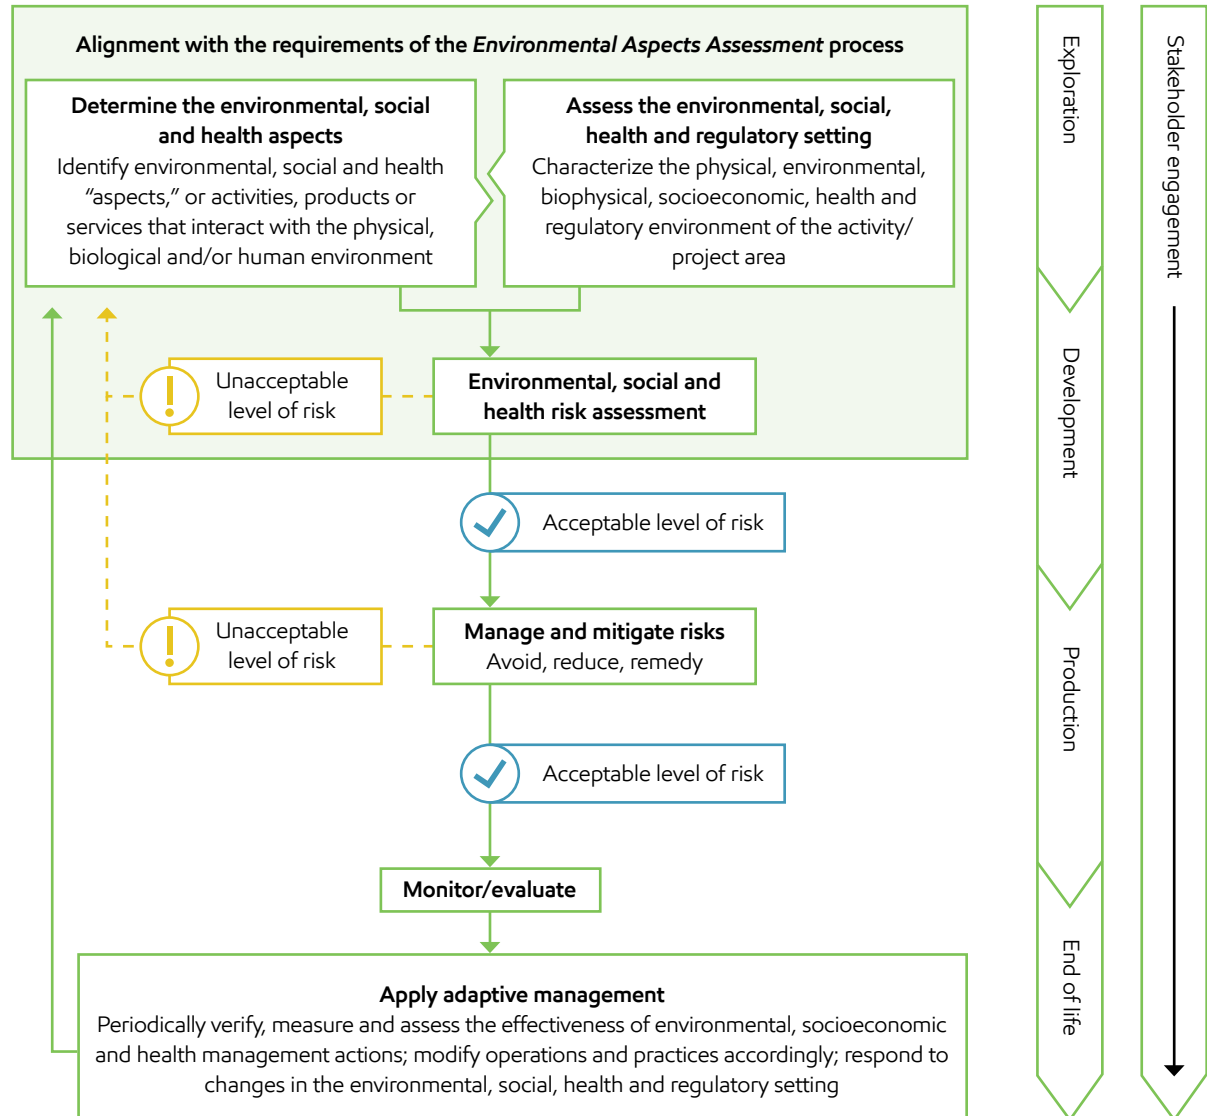 Alignment with the requirements of the Environmental Aspects Assessment process
Determine the environmental, social
and health aspects
Identify environmental, social and health
“aspects,” or activities, products or
services that interact with the physical,
biological and/or human environment
Assess the environmental, social,
health and regulatory setting
Characterize the physical, environmental,
biophysical, socioeconomic, health and
regulatory environment of the activity/
project area
Unacceptable
level of risk
Environmental, social and
health risk assessment
Acceptable level of risk
Unacceptable
level of risk
Manage and mitigate risks
Avoid, reduce, remedy
Acceptable level of risk
Monitor/evaluate
Apply adaptive management
Periodically verify, measure and assess the effectiveness of environmental, socioeconomic
and health management actions; modify operations and practices accordingly; respond to
changes in the environmental, social, health and regulatory setting
Exploration
Development
Production
End of life
Stakeholder engagement